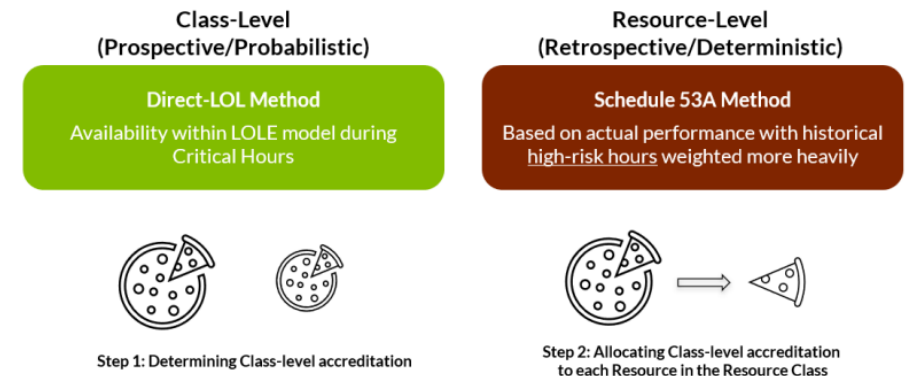 Class-Level
(Prospective/Probabilistic)
Direct-LOL Method
Availability within LOLE model during
Critical Hours
Step 1: Determining Class-level accreditation
Resource-Level
(Retrospective/Deterministic)
Schedule 53A Method
Based on actual performance with historical
high-risk hours weighted more heavily
Step 2: Allocating Class-level accreditation
to each Resource in the Resource Class